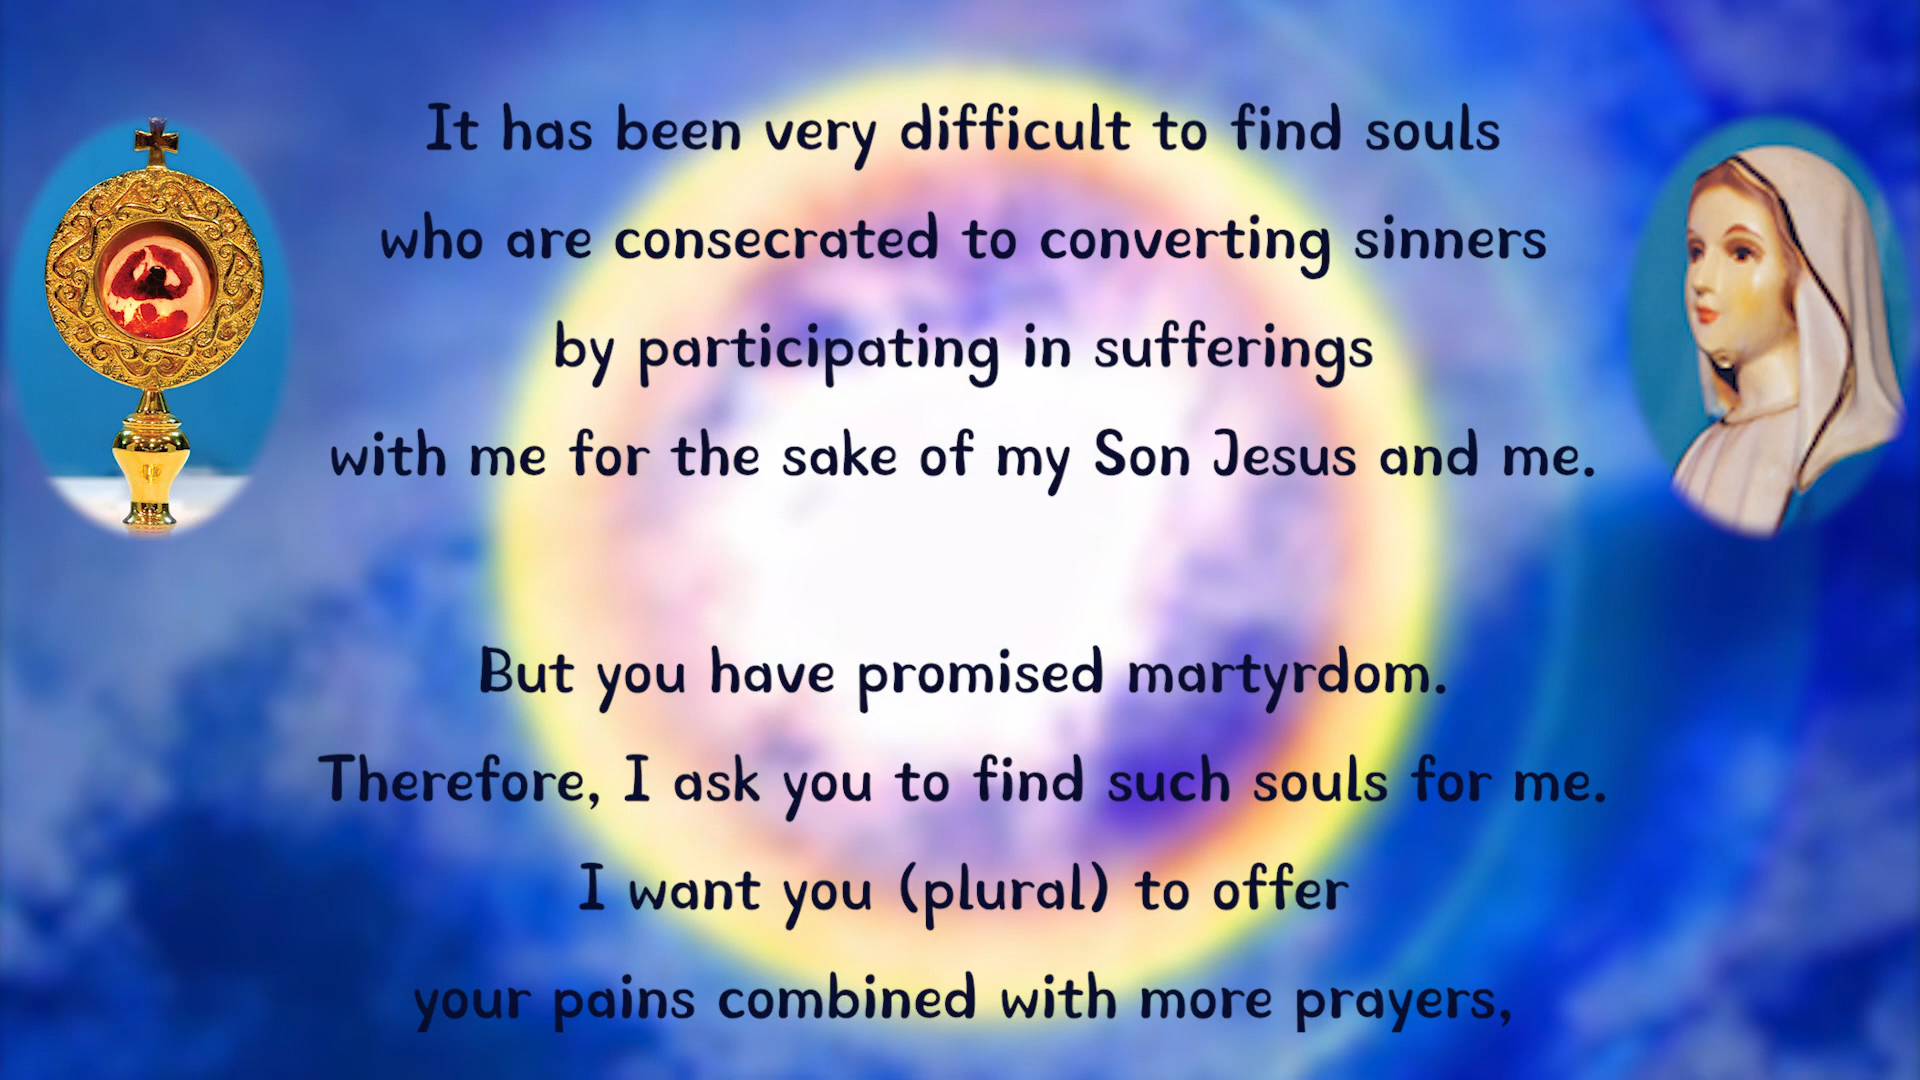 It has been very difficult to find souls
who are consecrated to converting sinners
by participating in sufferings
with me for the sake of my Son Jesus and me.
But you have promised martyrdom.
Therefore, I ask you to find such souls for me.
I want you (plural) to offer
your pains combined with more prayers,